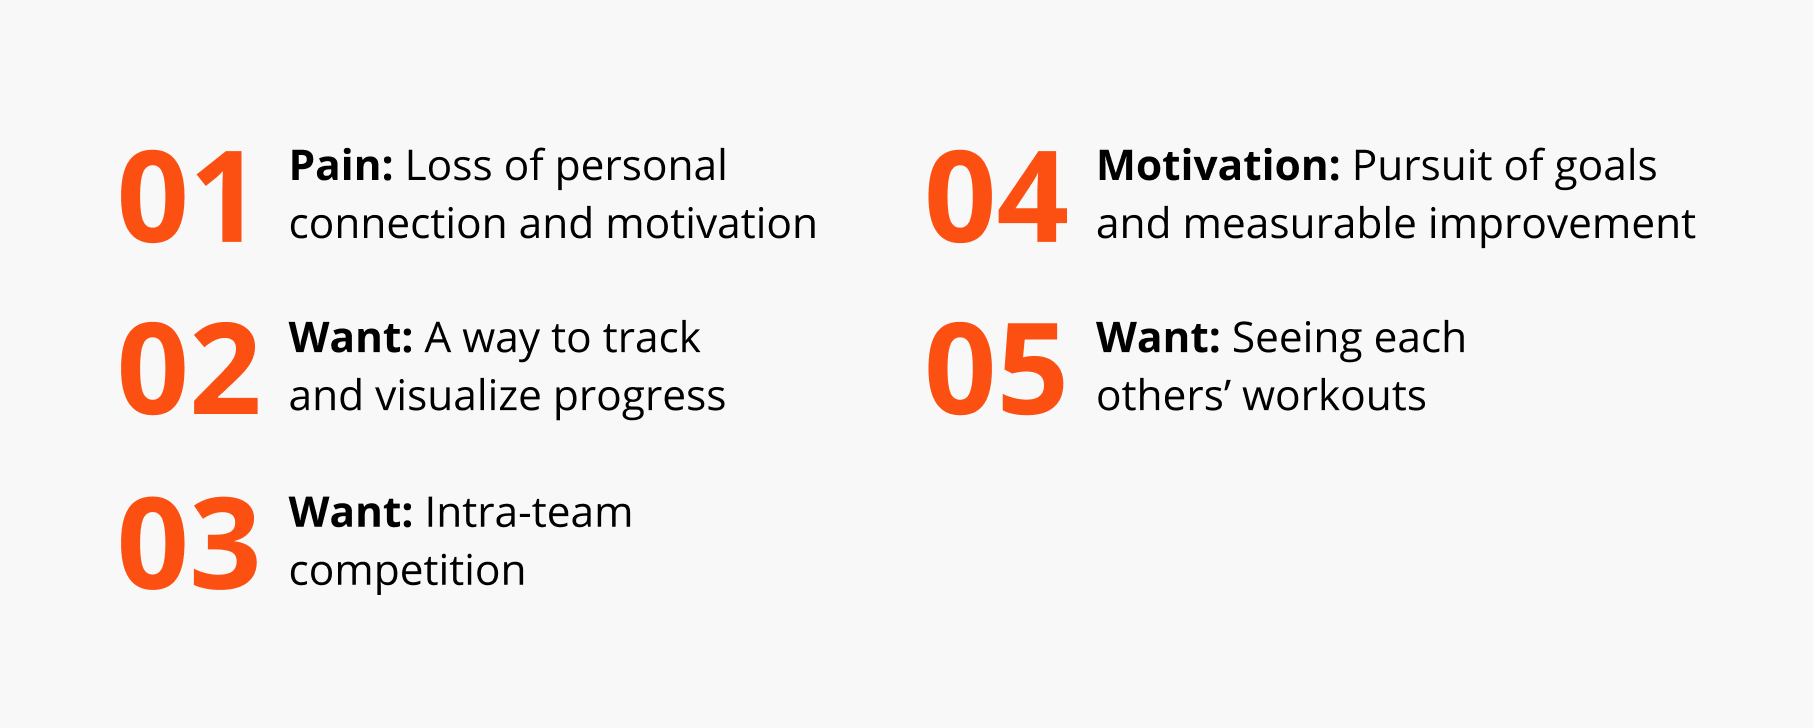 01
Pain: Loss of personal
connection and motivation
02
Want: A way to track
and visualize progress
03
Want: Intra-team
competition
04
Motivation: Pursuit of goals
and measurable improvement
05
Want: Seeing each
others’ workouts